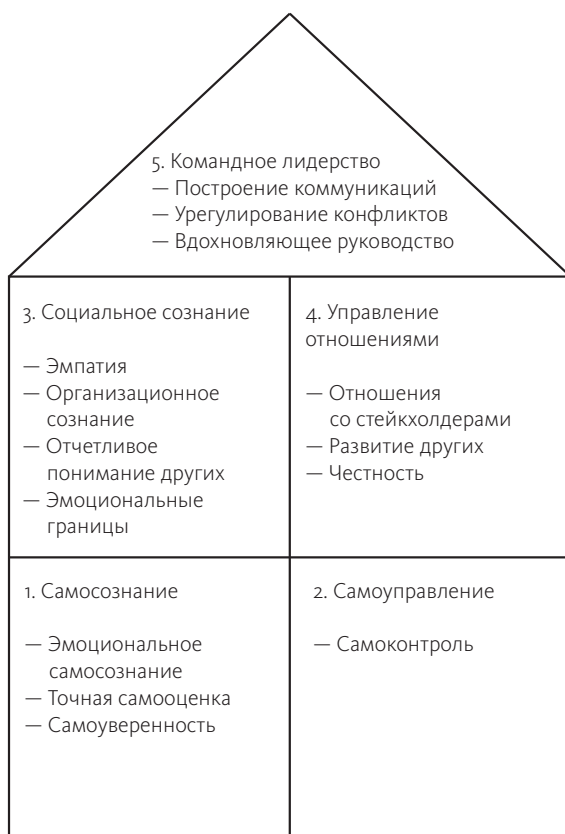 5. Командное лидерство
— Построение коммуникаций
— Урегулирование конфликтов
— Вдохновляющее руководство
3. Социальное сознание
— Эмпатия
— Организационное
сознание
— Отчетливое
понимание других
— Эмоциональные
границы
4. Управление
отношениями
— Отношения
со стейкхолдерами
— Развитие других
— Честность
1. Самосознание
— Эмоциональное
самосознание
— Точная самооценка
— Самоуверенность
2. Самоуправление
— Самоконтроль